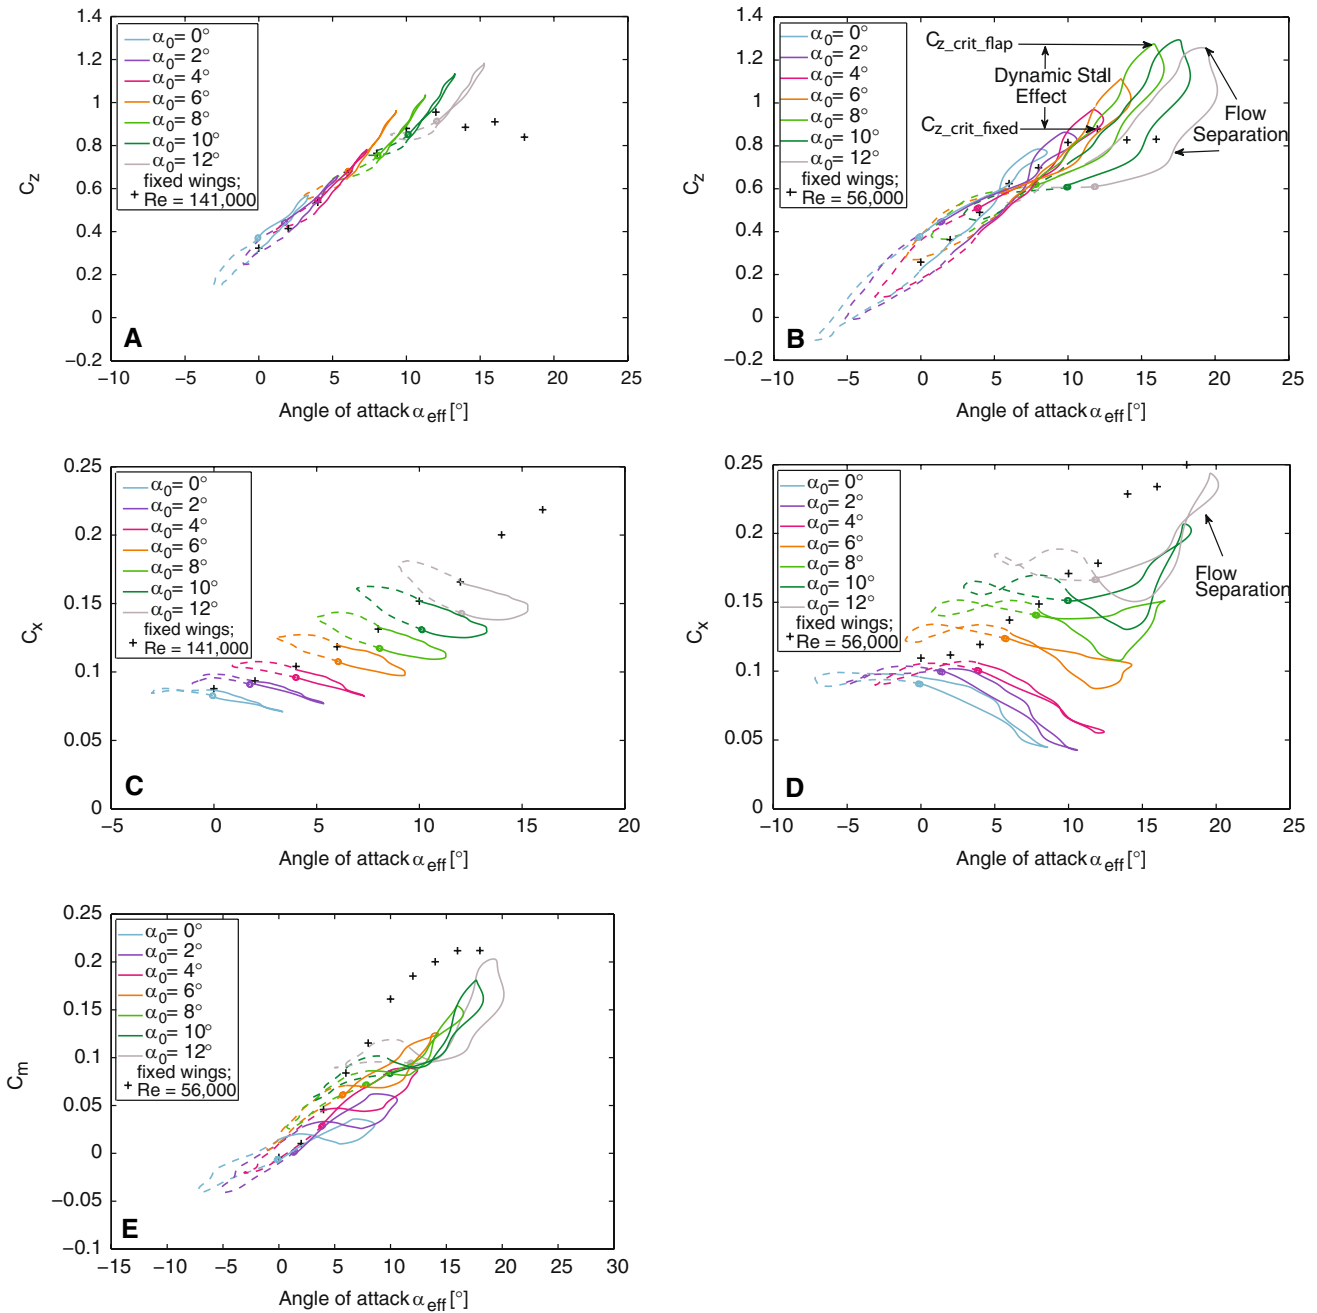 1.4
1.2
1
0.8
0.6
0.4
0.2
0
−0.2
C_z
α_0= 0°
α_0= 2°
α_0= 4°
α_0= 6°
α_0= 8°
α_0= 10°
α_0= 12°
fixed wings;
+ Re = 141,000
A
−10 −5 0 5 10 15 20 25
Angle of attack α_eff [°]
1.4
1.2
1
0.8
0.6
0.4
0.2
0
−0.2
C_z
α_0= 0°
α_0= 2°
α_0= 4°
α_0= 6°
α_0= 8°
α_0= 10°
α_0= 12°
fixed wings;
+ Re = 56,000
C_z_crit_flap
Dynamic Stall
Effect
C_z_crit_fixed
Flow
Separation
B
−10 −5 0 5 10 15 20 25
Angle of attack α_eff [°]
0.25
0.2
0.15
0.1
0.05
0
C_x
α_0= 0°
α_0= 2°
α_0= 4°
α_0= 6°
α_0= 8°
α_0= 10°
α_0= 12°
fixed wings;
+ Re = 141,000
C
−5 0 5 10 15 20
Angle of attack α_eff [°]
0.25
0.2
0.15
0.1
0.05
0
C_x
α_0= 0°
α_0= 2°
α_0= 4°
α_0= 6°
α_0= 8°
α_0= 10°
α_0= 12°
fixed wings;
+ Re = 56,000
Flow
Separation
D
−10 −5 0 5 10 15 20 25
Angle of attack α_eff [°]
0.25
0.2
0.15
0.1
0.05
0
−0.05
−0.1
C_m
α_0= 0°
α_0= 2°
α_0= 4°
α_0= 6°
α_0= 8°
α_0= 10°
α_0= 12°
fixed wings;
+ Re = 56,000
E
−15 −10 −5 0 5 10 15 20 25 30
Angle of attack α_eff [°]